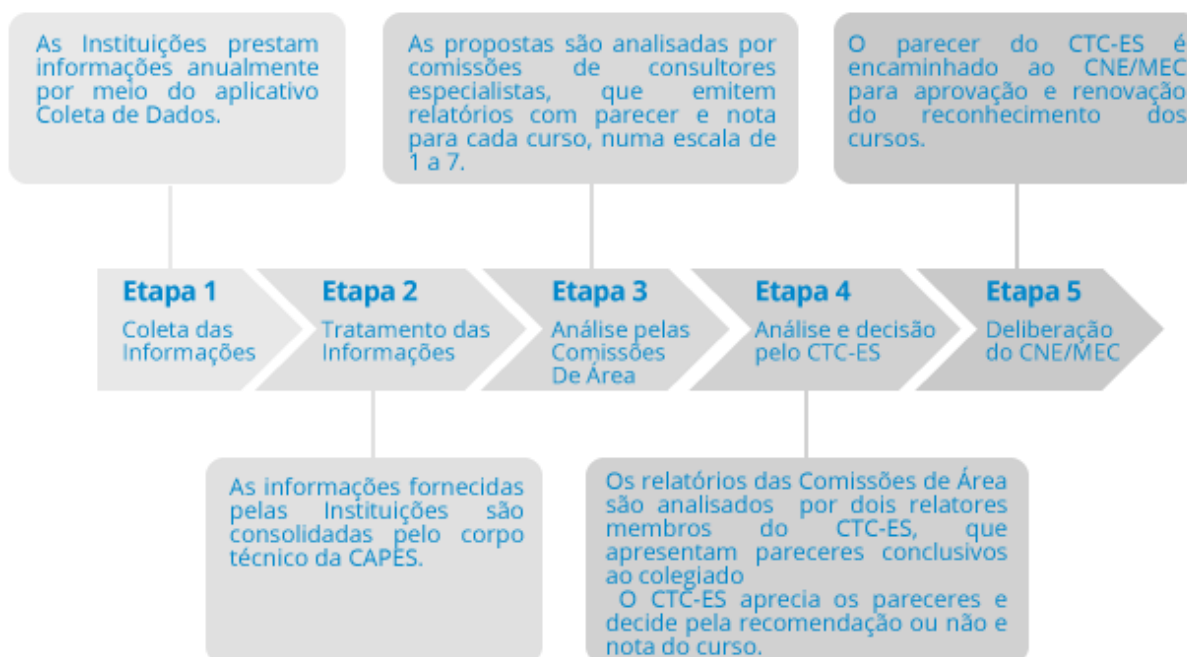 As Instituições prestam
informações anualmente
por meio do aplicativo
Coleta de Dados.
As propostas são analisadas por
comissões de consultores
especialistas, que emitem
relatórios com parecer e nota
para cada curso, numa escala de
1 a 7.
O parecer do CTC-ES é
encaminhado ao CNE/MEC
para aprovação e renovação
do reconhecimento dos
cursos.
Etapa 1
Coleta das
Informações
Etapa 2
Tratamento das
Informações
Etapa 3
Análise pelas
Comissões
De Área
Etapa 4
Análise e decisão
pelo CTC-ES
Etapa 5
Deliberação
do CNE/MEC
As informações fornecidas
pelas Instituições são
consolidadas pelo corpo
técnico da CAPES.
Os relatórios das Comissões de Área
são analisados por dois relatores
membros do CTC-ES, que
apresentam pareceres conclusivos
ao colegiado
O CTC-ES aprecia os pareceres e
decide pela recomendação ou não e
nota do curso.